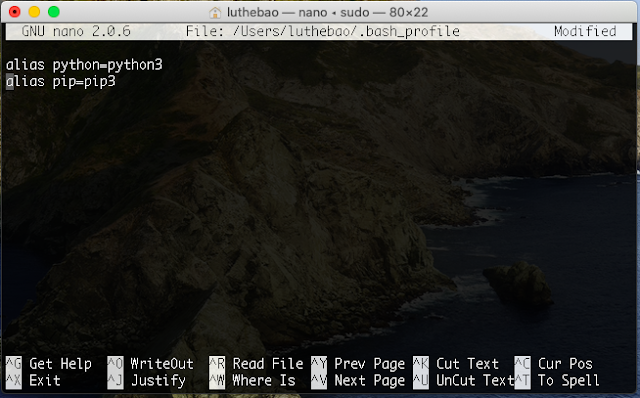 luthebao — nano ◂ sudo — 80×22
GNU nano 2.0.6 File: /Users/luthebao/.bash_profile Modified
alias python=python3
alias pip=pip3
^G Get Help ^O WriteOut ^R Read File ^Y Prev Page ^K Cut Text ^C Cur Pos
^X Exit ^J Justify ^W Where Is ^V Next Page ^U UnCut Text ^T To Spell